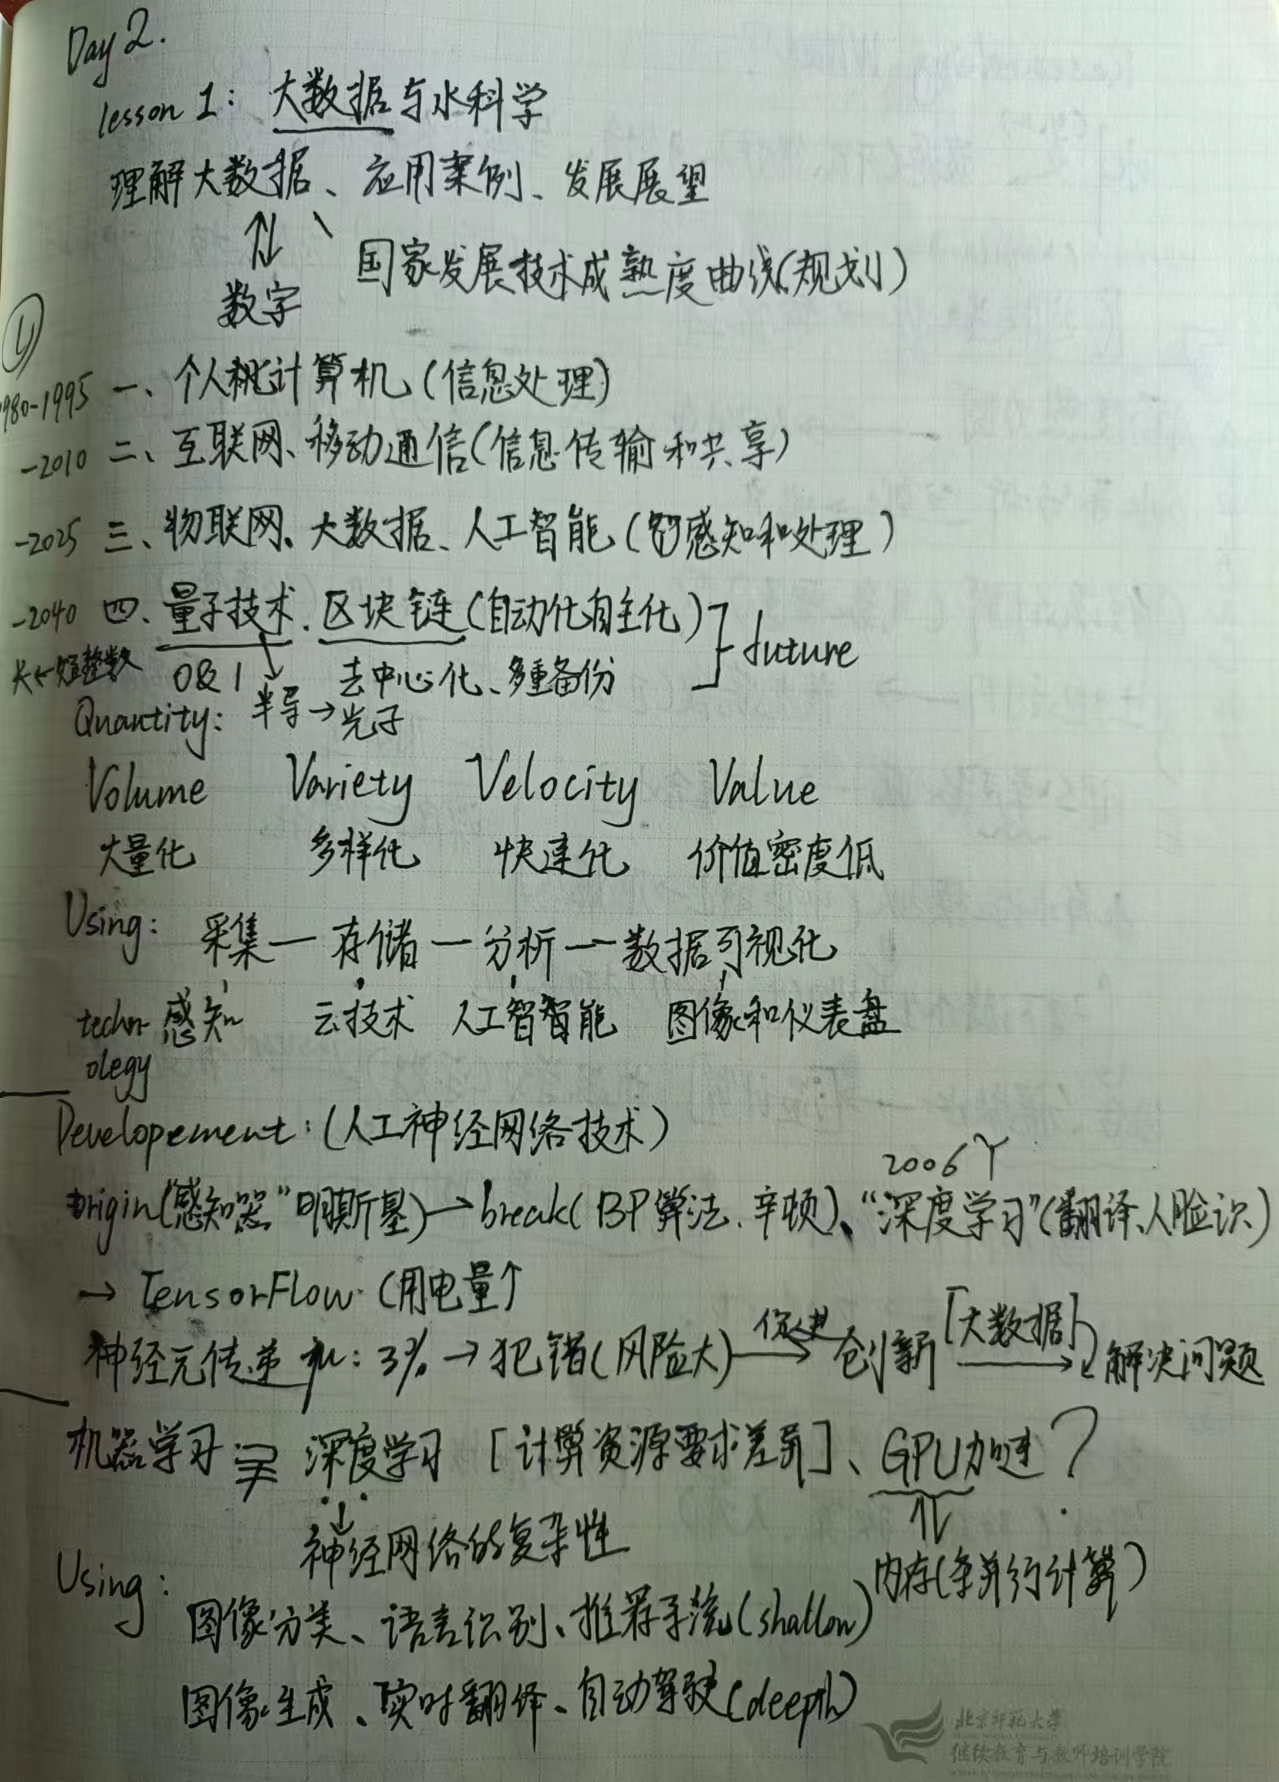 Day 2.
lesson 1: 大数据与水科学
理解大数据、应用案例、发展展望
数字
国家发展技术成熟度曲线(规划)
④
1980-1995 一、个人计算机(信息处理)
-2010 二、互联网、移动通信(信息传输和共享)
-2025 三、物联网、大数据、人工智能(感知和处理)
-2040 四、量子技术、区块链(自动化自主化)
future
0&1 去中心化、多重备份
Quantity: 半导→光子
Volume Variety Velocity Value
大量化 多样化 快速化 价值密度低
Using: 采集—存储—分析—数据可视化
techn-ology 感知 云技术 人工智智能 图像和仪表盘
Developement: (人工神经网络技术)
2006Y
origin("感知器"明斯基)→break(BP算法、辛顿)、"深度学习"(翻译、人脸识)
→ TensorFlow (用电量↑
神经元传递 : 3% → 犯错(风险大) 促进→ 创新 [大数据]→ 解决问题
机器学习 深度学习 [计算资源要求差异]、GPU加速?
神经网络的复杂性
内存(并行计算)
Using:
图像分类、语言识别、推荐系统(shallow)
图像生成、实时翻译、自动驾驶(deepth)
北京师范大学
继续教育与教师培训学院